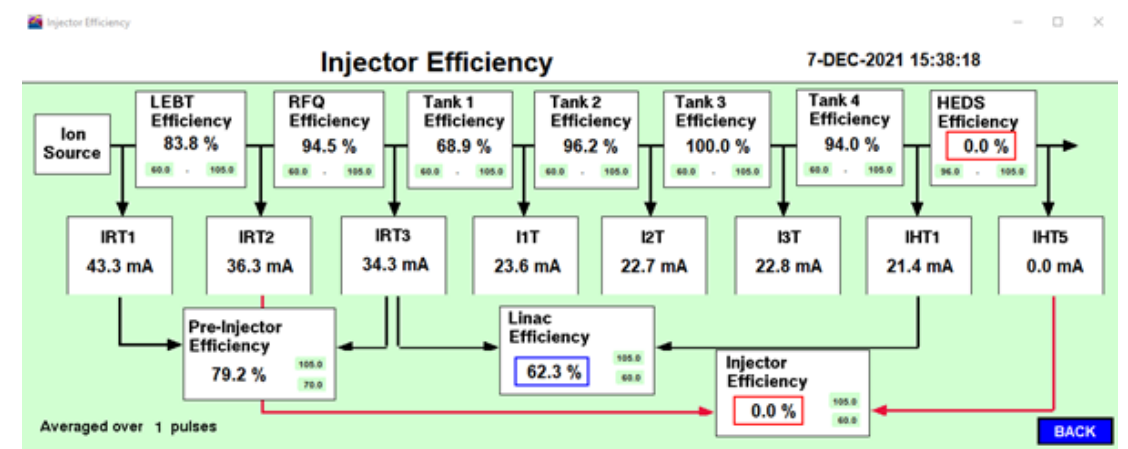 Injector Efficiency
Injector Efficiency
7-DEC-2021 15:38:18
Ion
Source
LEBT
Efficiency
83.8 %
60.0 - 105.0
RFQ
Efficiency
94.5 %
60.0 - 105.0
Tank 1
Efficiency
68.9 %
60.0 - 105.0
Tank 2
Efficiency
96.2 %
60.0 - 105.0
Tank 3
Efficiency
100.0 %
60.0 - 105.0
Tank 4
Efficiency
94.0 %
60.0 - 105.0
HEDS
Efficiency
0.0 %
96.0 - 105.0
IRT1
43.3 mA
IRT2
36.3 mA
IRT3
34.3 mA
I1T
23.6 mA
I2T
22.7 mA
I3T
22.8 mA
IHT1
21.4 mA
IHT5
0.0 mA
Pre-Injector
Efficiency
79.2 %
105.0
70.0
Linac
Efficiency
62.3 %
105.0
60.0
Injector
Efficiency
0.0 %
105.0
60.0
Averaged over 1 pulses
BACK